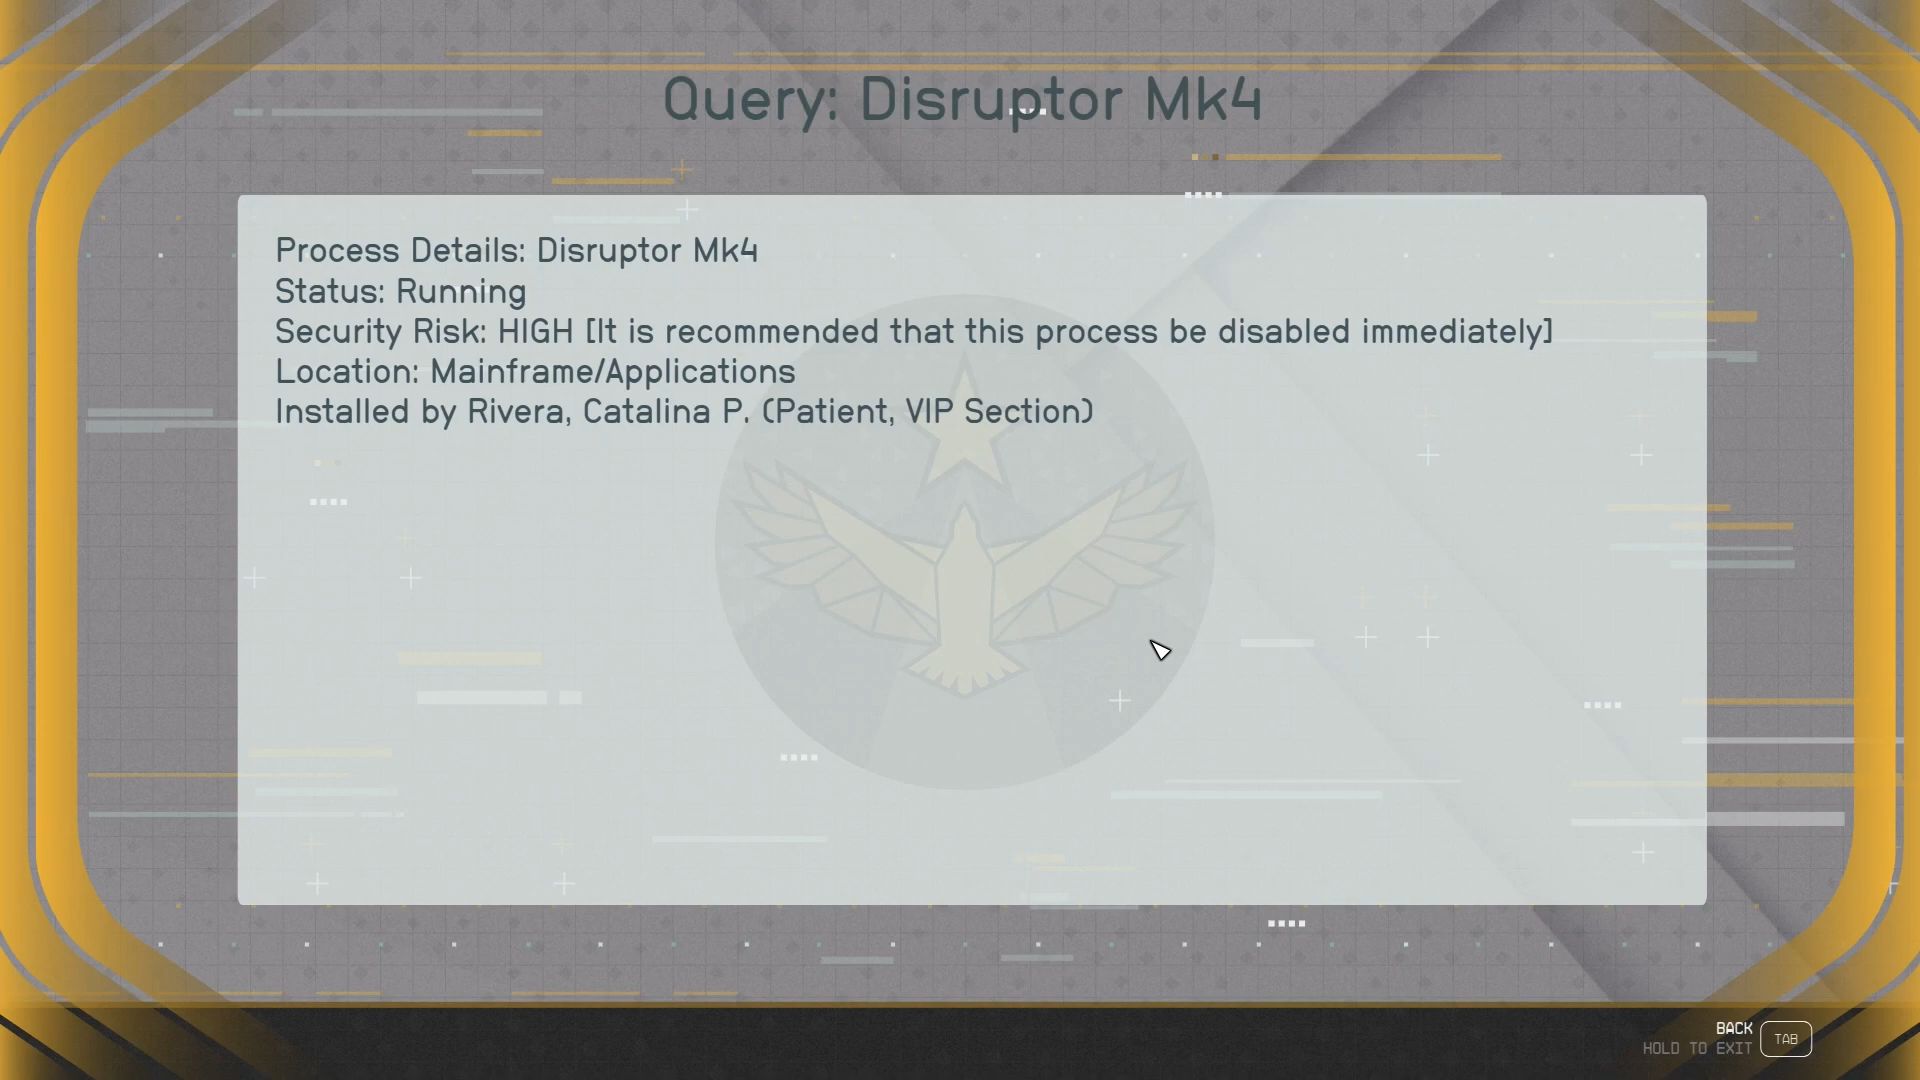 Query: Disruptor Mk4
Process Details: Disruptor Mk4
Status: Running
Security Risk: HIGH [It is recommended that this process be disabled immediately]
Location: Mainframe/Applications
Installed by Rivera, Catalina P. (Patient, VIP Section)
BACK
HOLD TO EXIT
TAB